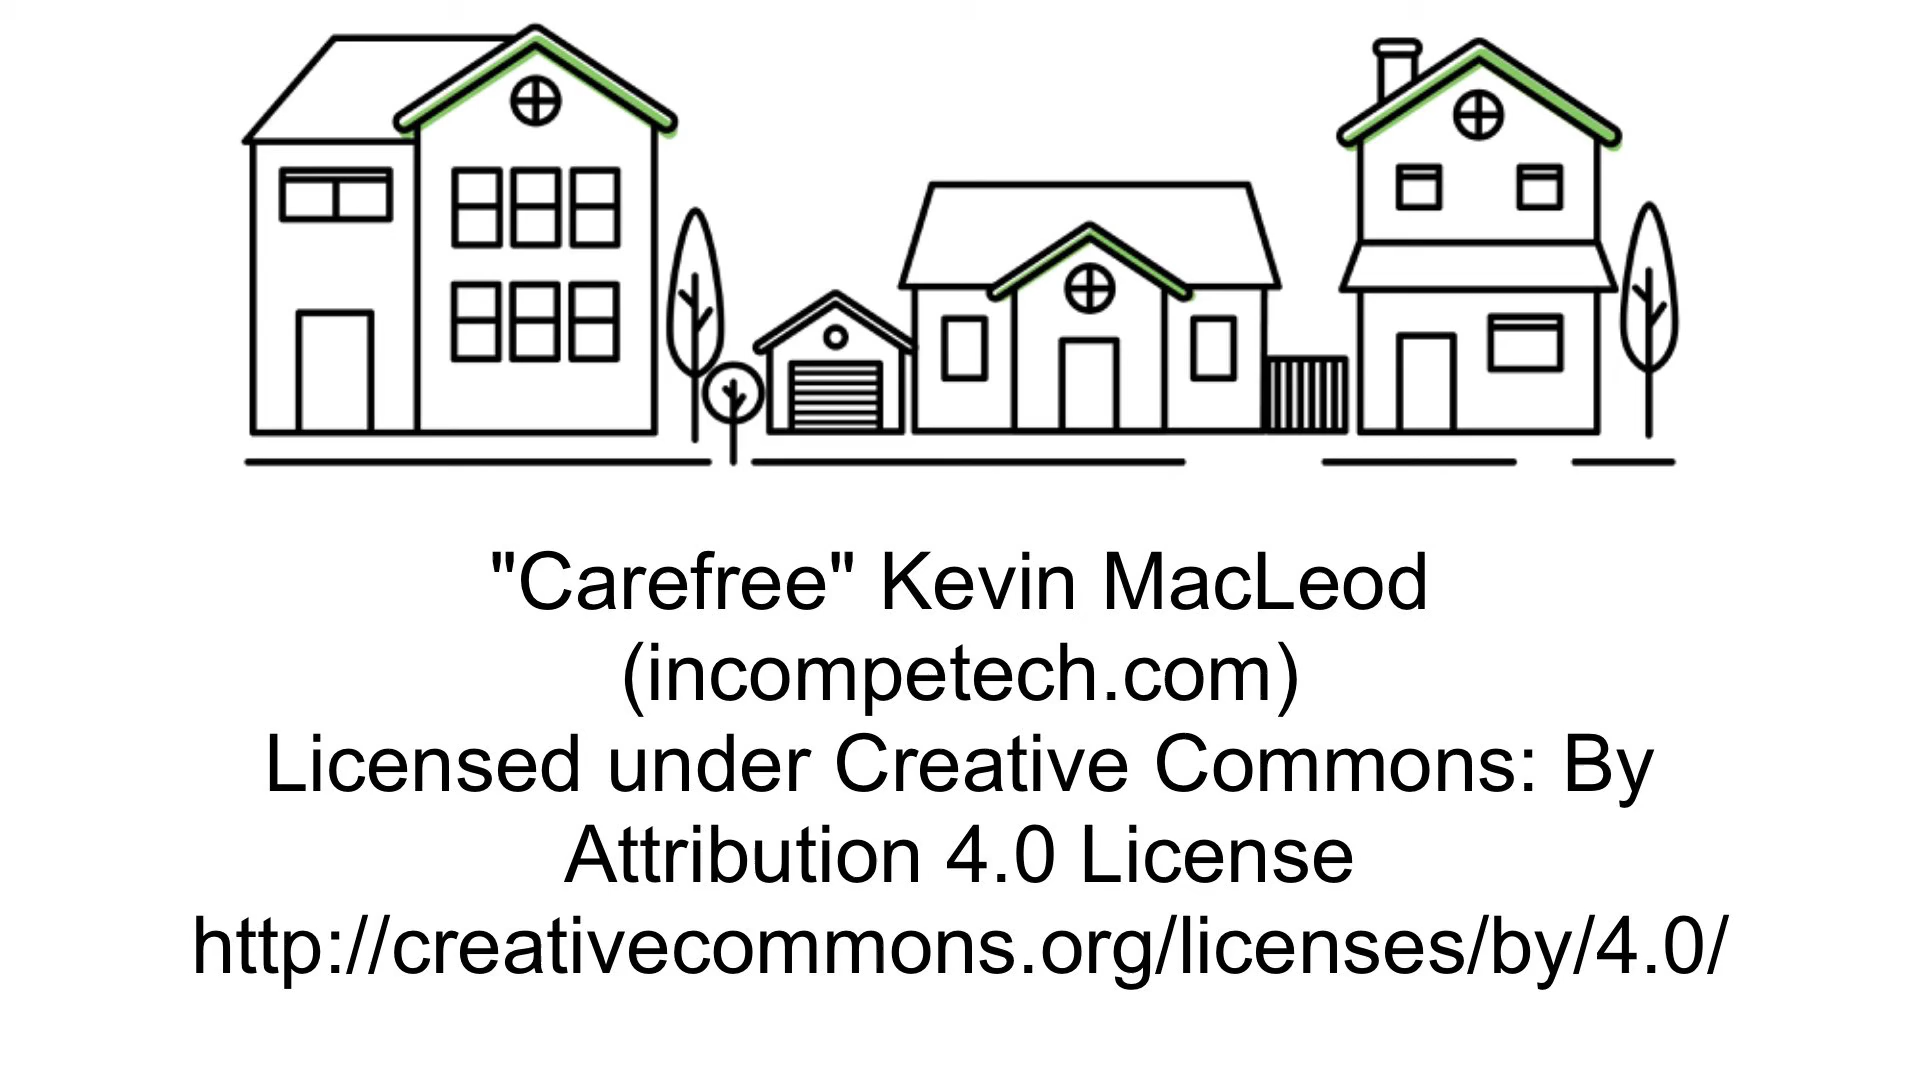 "Carefree" Kevin MacLeod
(incompetech.com)
Licensed under Creative Commons: By
Attribution 4.0 License
http://creativecommons.org/licenses/by/4.0/